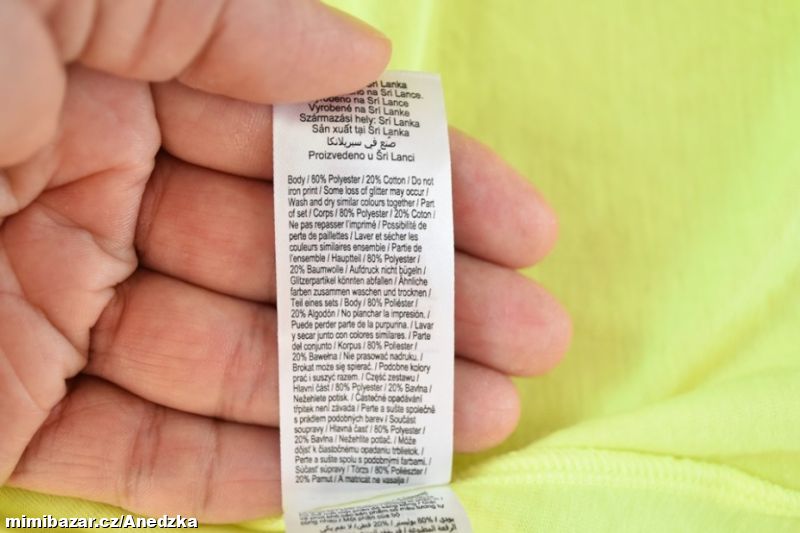 Sri Lanka
na Sri Lance.
Vyrobeno na Sri Lance
Vyrobené na Srí Lanke
Származási hely: Sri Lanka
Sản xuất tại Sri Lanka
صنع في سيريلانكا
Proizvedeno u Šri Lanci
Body / 80% Polyester / 20% Cotton / Do not
iron print / Some loss of glitter may occur /
Wash and dry similar colours together / Part
of set / Corps / 80% Polyester / 20% Coton /
Ne pas repasser l'imprimé / Possibilité de
perte de paillettes / Laver et sécher les
couleurs similaires ensemble / Partie de
l'ensemble / Hauptteil / 80% Polyester /
20% Baumwolle / Aufdruck nicht bügeln /
Glitzerpartikel könnten abfallen / Ähnliche
farben zusammen waschen und trocknen /
Teil eines sets / Body / 80% Poliéster /
20% Algodón / No planchar la impresión. /
Puede perder parte de la purpurina. / Lavar
y secar junto con colores similares. / Parte
del conjunto / Korpus / 80% Poliester /
20% Bawełna / Nie prasować nadruku. /
Brokat może się spierać. / Podobne kolory
prać i suszyć razem. / Część zestawu /
Hlavní část / 80% Polyester / 20% Bavlna /
Nežehlete potisk. / Částečné opadávání
třpitek není závada / Perte a sušte společně
s prádlem podobných barev / Součást
soupravy / Hlavná časť / 80% Polyester /
20% Bavlna / Nežehlite potlač. / Môže
dôjsť k čiastočnému opadaniu trblietok. /
Perte a sušte spolu s podobnými farbami. /
Súčasť súpravy / Törzs / 80% Poliészter /
20% Pamut / A matricát ne vasalja /
mimibazar.cz/Anedzka